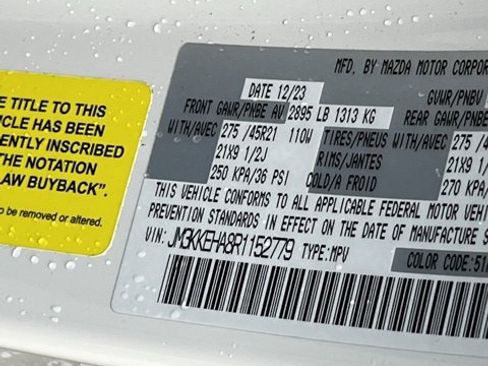 E TITLE TO THIS
ICLE HAS BEEN
ENTLY INSCRIBED
THE NOTATION
LAW BUYBACK".
to be removed or altered.
MFD. BY MAZDA MOTOR CORPOR
DATE 12/23
GVWR/PNBV
FRONT GAWR/PNBE AV 2895 LB 1313 KG
REAR GAWR/PNBE
WITH/AVEC 275 /45R21 110W TIRES/PNEUS WITH/AVEC 275 /4
21X9 1/2J RIMS/JANTES 21X9 1/
250 KPA/36 PSI COLD/A FROID 270 KPA/
THIS VEHICLE CONFORMS TO ALL APPLICABLE FEDERAL MOTOR VEHIC
PREVENTION STANDARDS IN EFFECT ON THE DATE OF MANUFACTURE S
VIN: JM3KKEHA8R1152779 TYPE:MPV
COLOR CODE:51